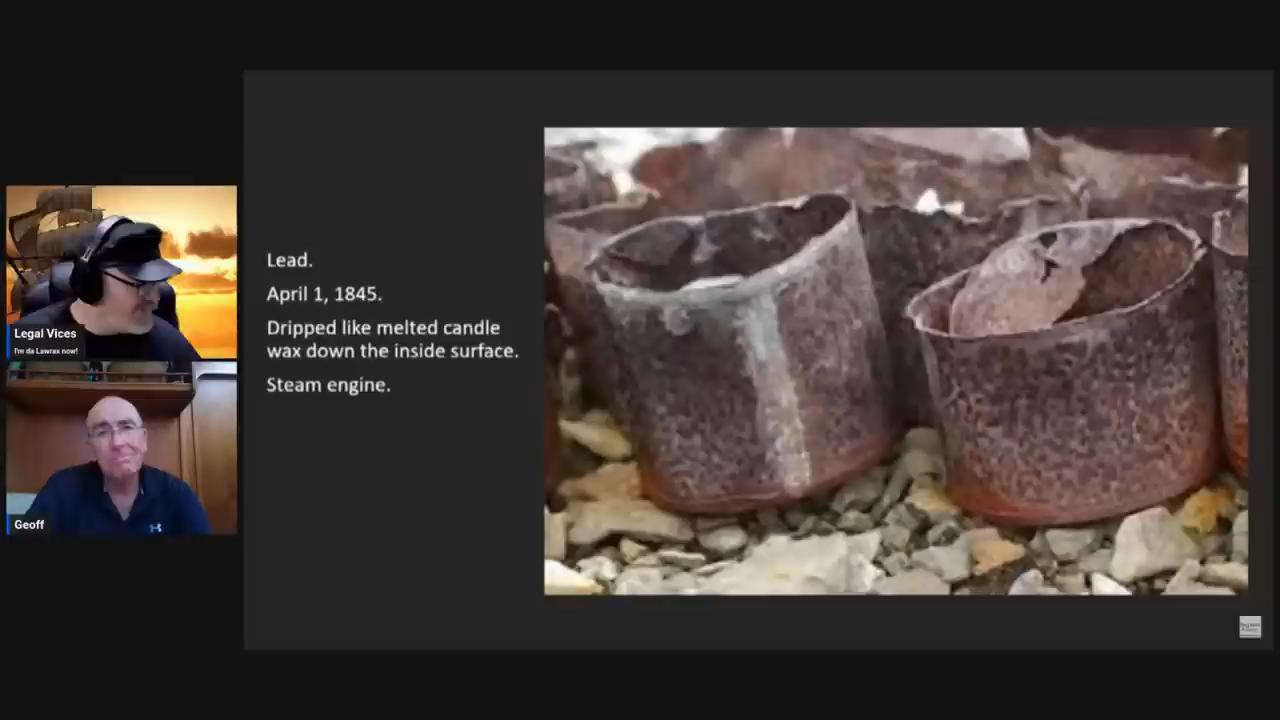 Lead.
April 1, 1845.
Dripped like melted candle
wax down the inside surface.
Steam engine.
Legal Vices
I'm da Lawrax now!
Geoff